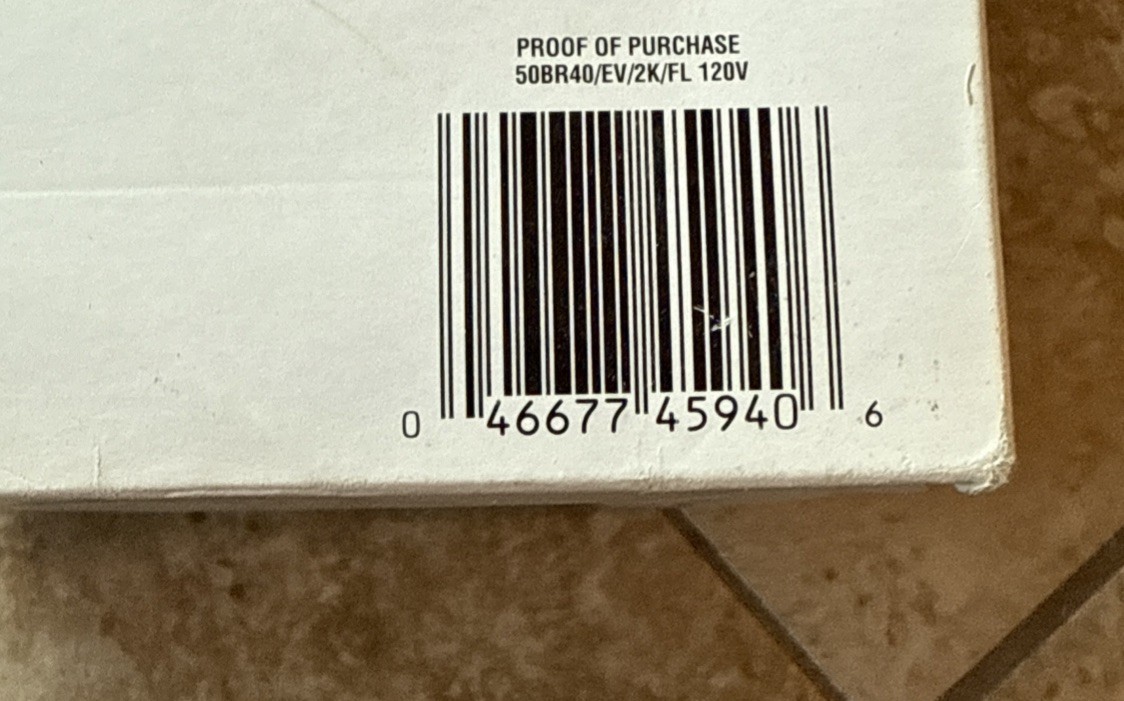 PROOF OF PURCHASE
50BR40/EV/2K/FL 120V
0 46677 45940 6